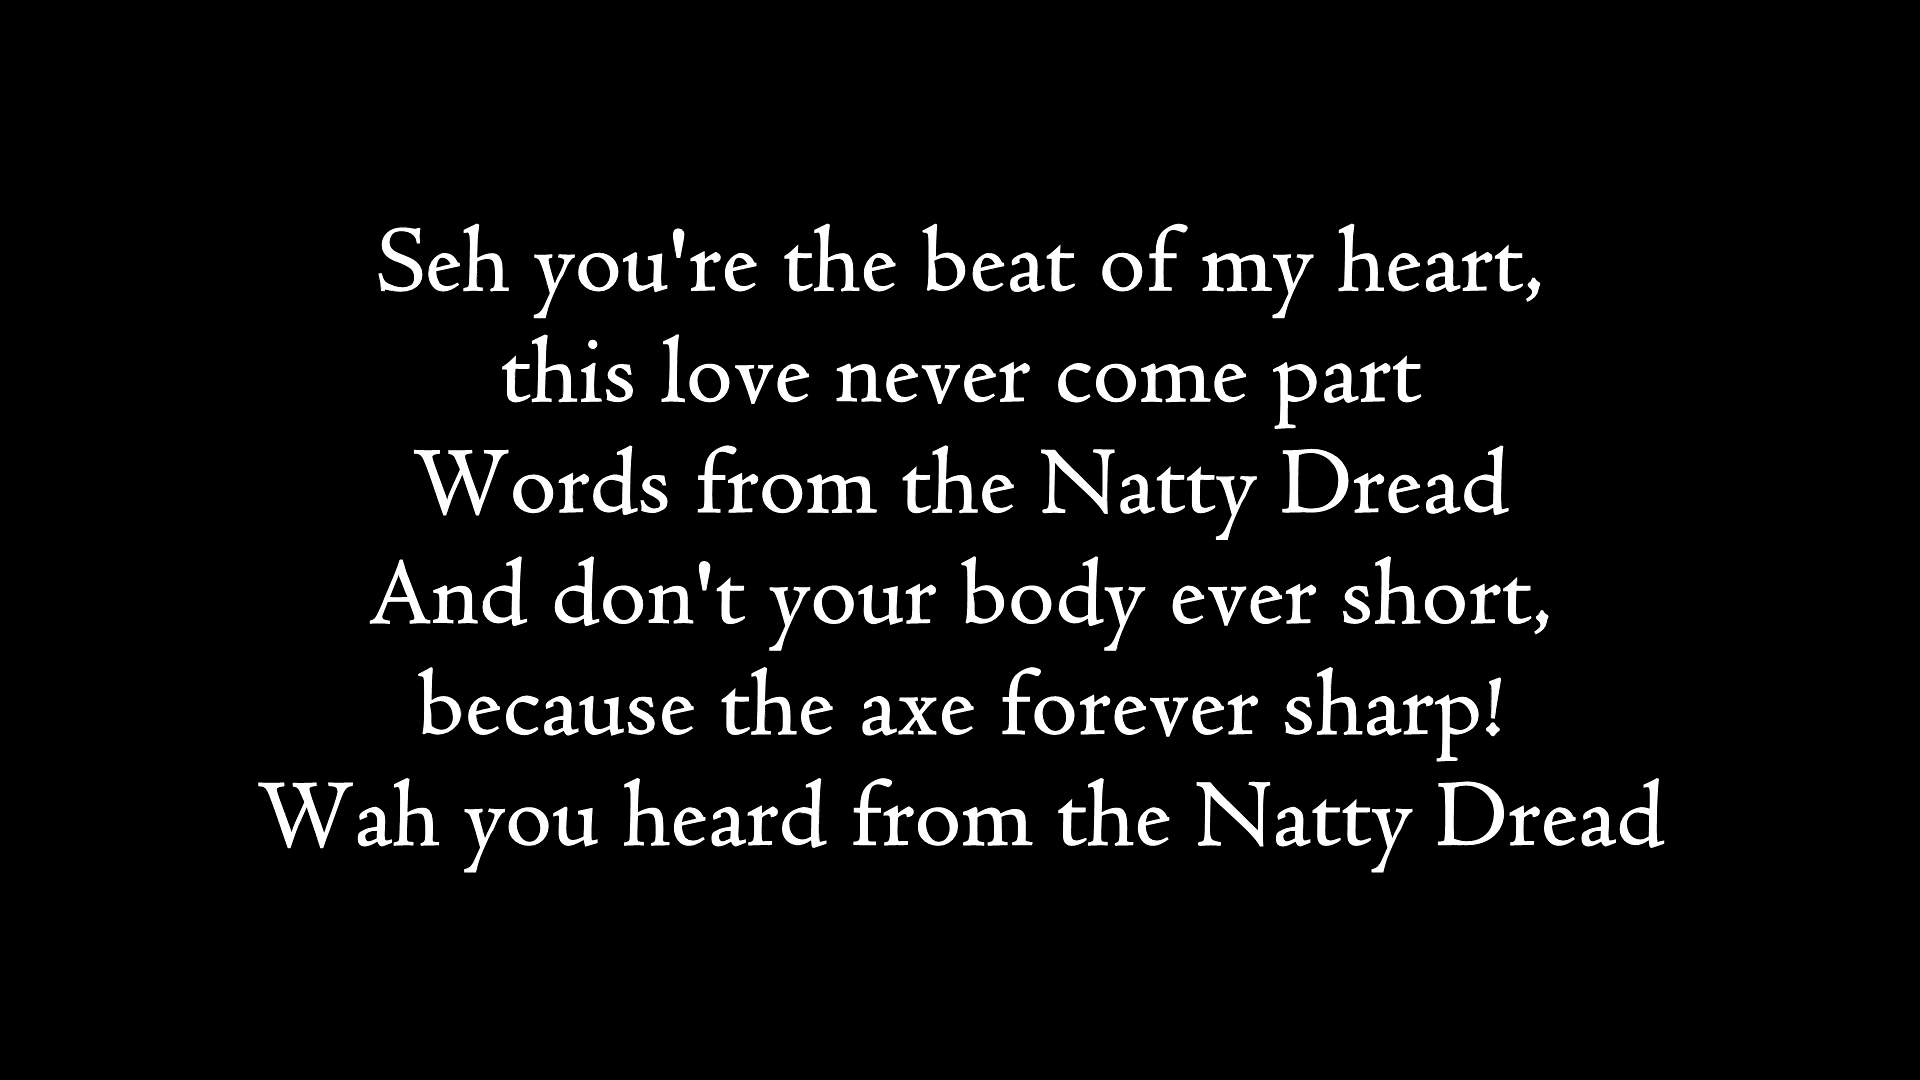 Seh you're the beat of my heart,
this love never come part
Words from the Natty Dread
And don't your body ever short,
because the axe forever sharp!
Wah you heard from the Natty Dread